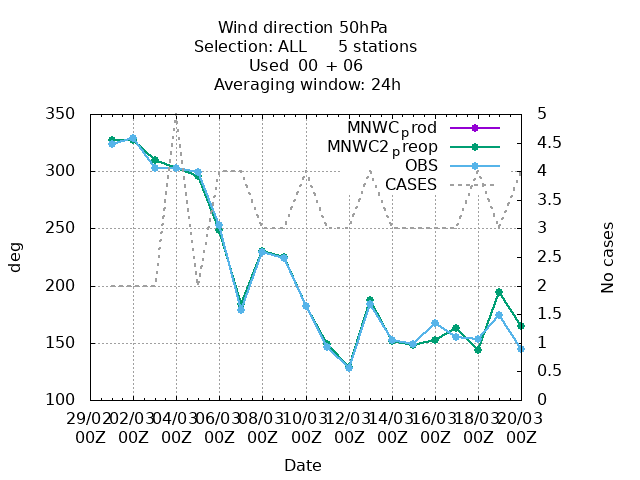 Wind direction 50hPa
Selection: ALL 5 stations
Used 00 + 06
Averaging window: 24h
350
300
250
200
150
100
5
4.5
4
3.5
3
2.5
2
1.5
1
0.5
0
MNWCprod
MNWC2preop
OBS
CASES
deg
No cases
29/02 02/03 04/03 06/03 08/03 10/03 12/03 14/03 16/03 18/03 20/03
00Z 00Z 00Z 00Z 00Z 00Z 00Z 00Z 00Z 00Z 00Z
Date